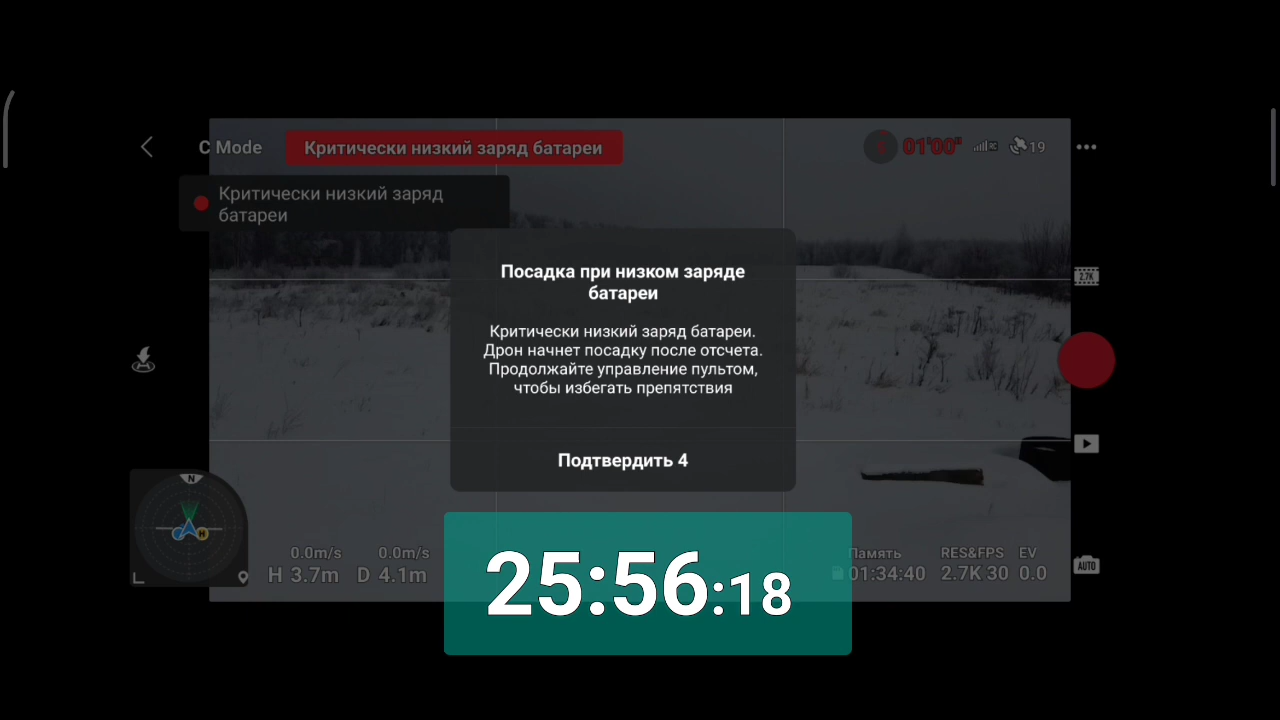 C Mode
Критически низкий заряд батареи
01'00"
RC
19
Критически низкий заряд
батареи
Посадка при низком заряде
батареи
Критически низкий заряд батареи.
Дрон начнет посадку после отсчета.
Продолжайте управление пультом,
чтобы избегать препятствия
Подтвердить 4
2.7K
N
H
0.0m/s
0.0m/s
H 3.7m
D 4.1m
25:56:18
Память
RES&FPS
EV
01:34:40
2.7K 30
0.0
AUTO